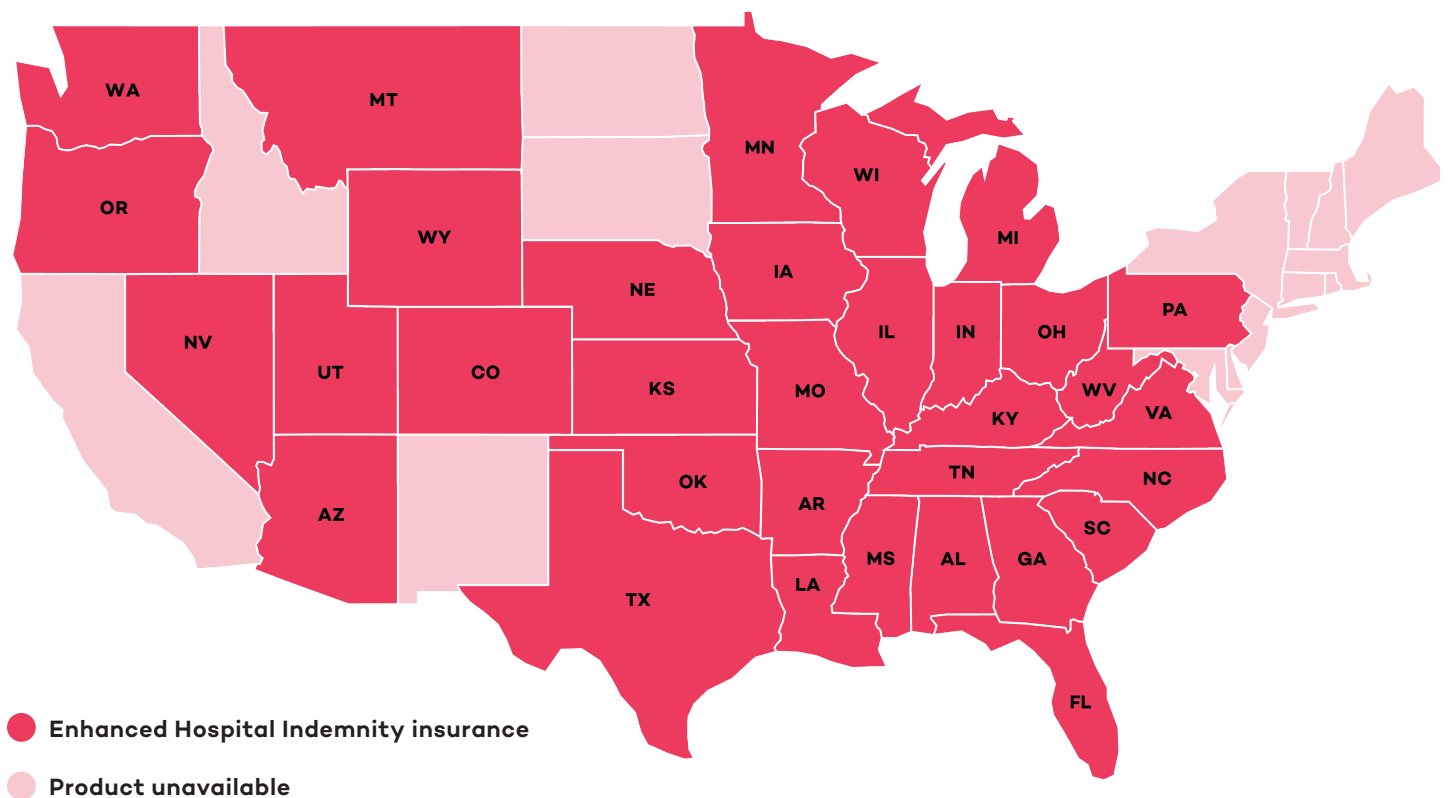 WA
MT
MN
WI
OR
WY
MI
IA
NE
PA
NV
IL
IN
OH
UT
CO
KS
MO
WV
VA
KY
TN
NC
OK
AZ
AR
SC
MS
AL
GA
LA
TX
FL
Enhanced Hospital Indemnity insurance
Product unavailable